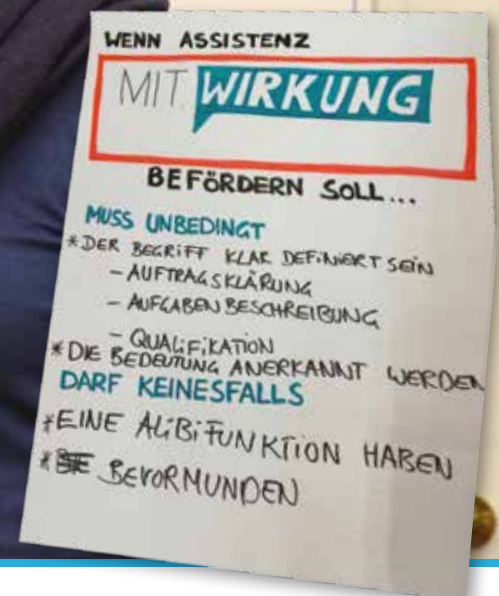 WENN ASSISTENZ
MIT WIRKUNG
BEFÖRDERN SOLL...
MUSS UNBEDINGT
* DER BEGRIFF KLAR DEFINIERT SEIN
- AUFTRAGSKLÄRUNG
- AUFGABENBESCHREIBUNG
- QUALIFIKATION
* DIE BEDEUTUNG ANERKANNT WERDEN
DARF KEINESFALLS
* EINE ALIBIFUNKTION HABEN
* BEVORMUNDEN